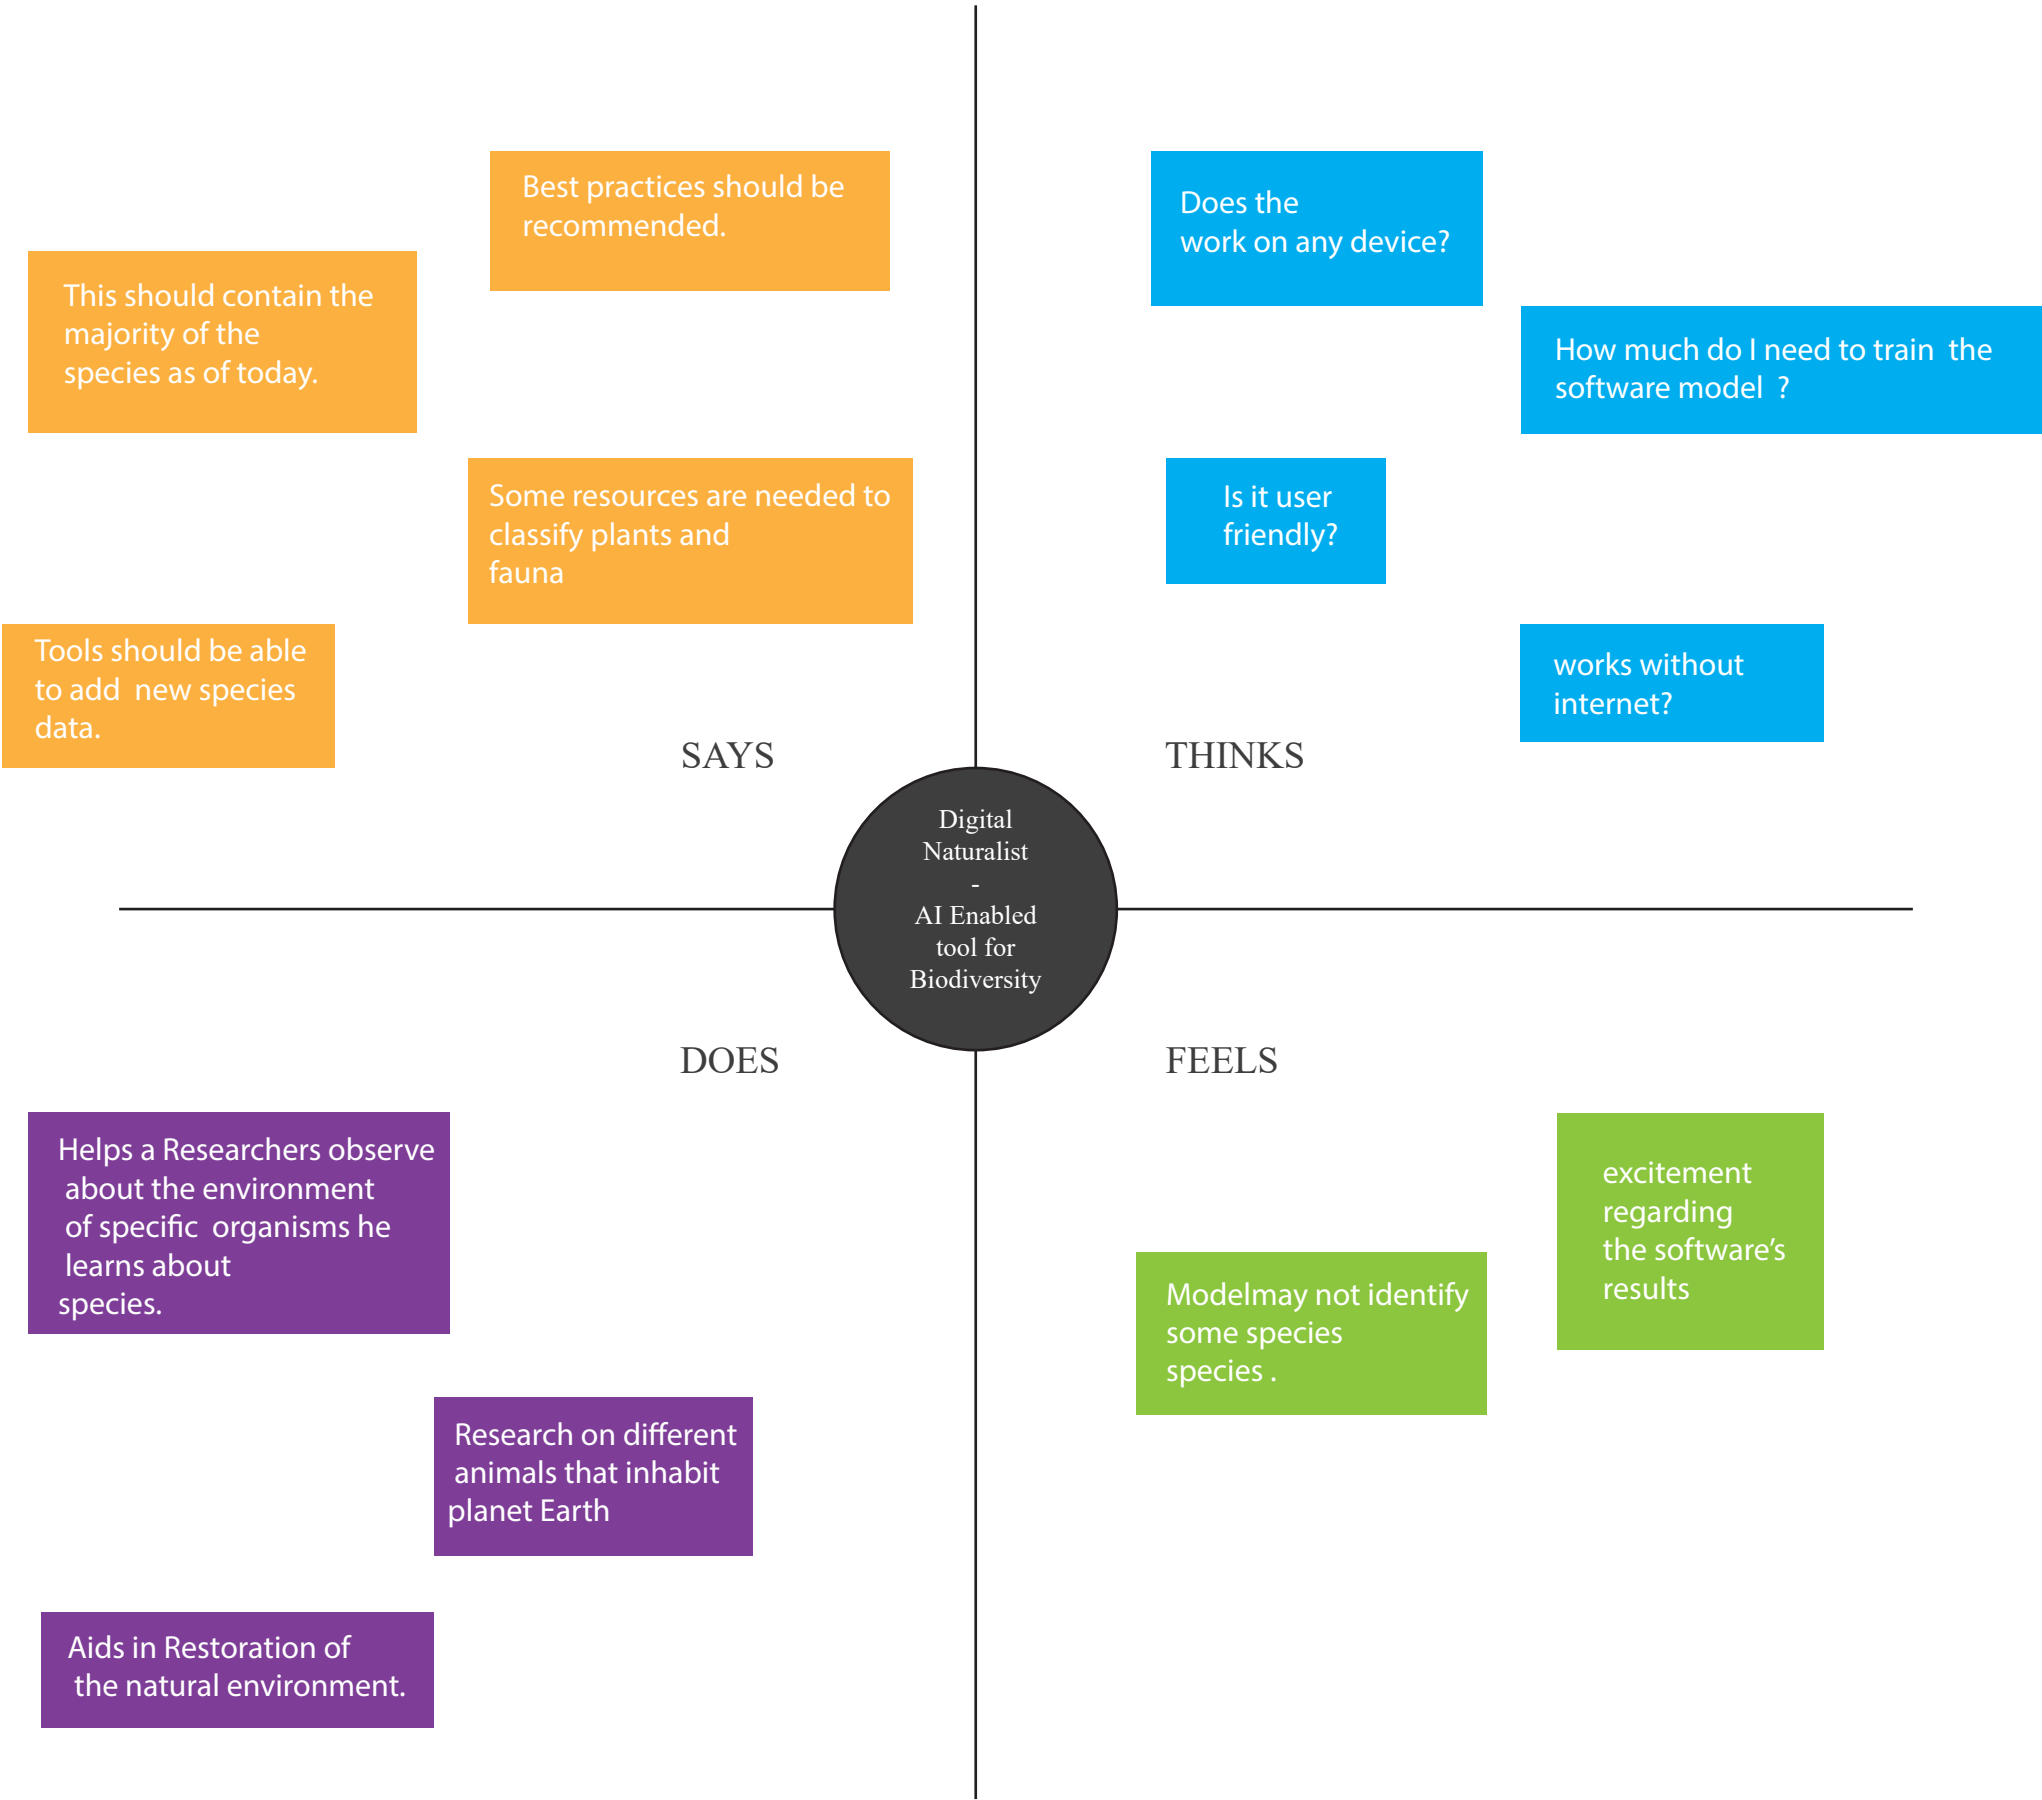 Best practices should be
recommended.
This should contain the
majority of the
species as of today.
Some resources are needed to
classify plants and
fauna
Tools should be able
to add new species
data.
SAYS
Does the
work on any device?
How much do I need to train the
software model ?
Is it user
friendly?
works without
internet?
THINKS
Digital
Naturalist
-
AI Enabled
tool for
Biodiversity
DOES
Helps a Researchers observe
about the environment
of specific organisms he
learns about
species.
Research on different
animals that inhabit
planet Earth
Aids in Restoration of
the natural environment.
FEELS
excitement
regarding
the software's
results
Modelmay not identify
some species
species .